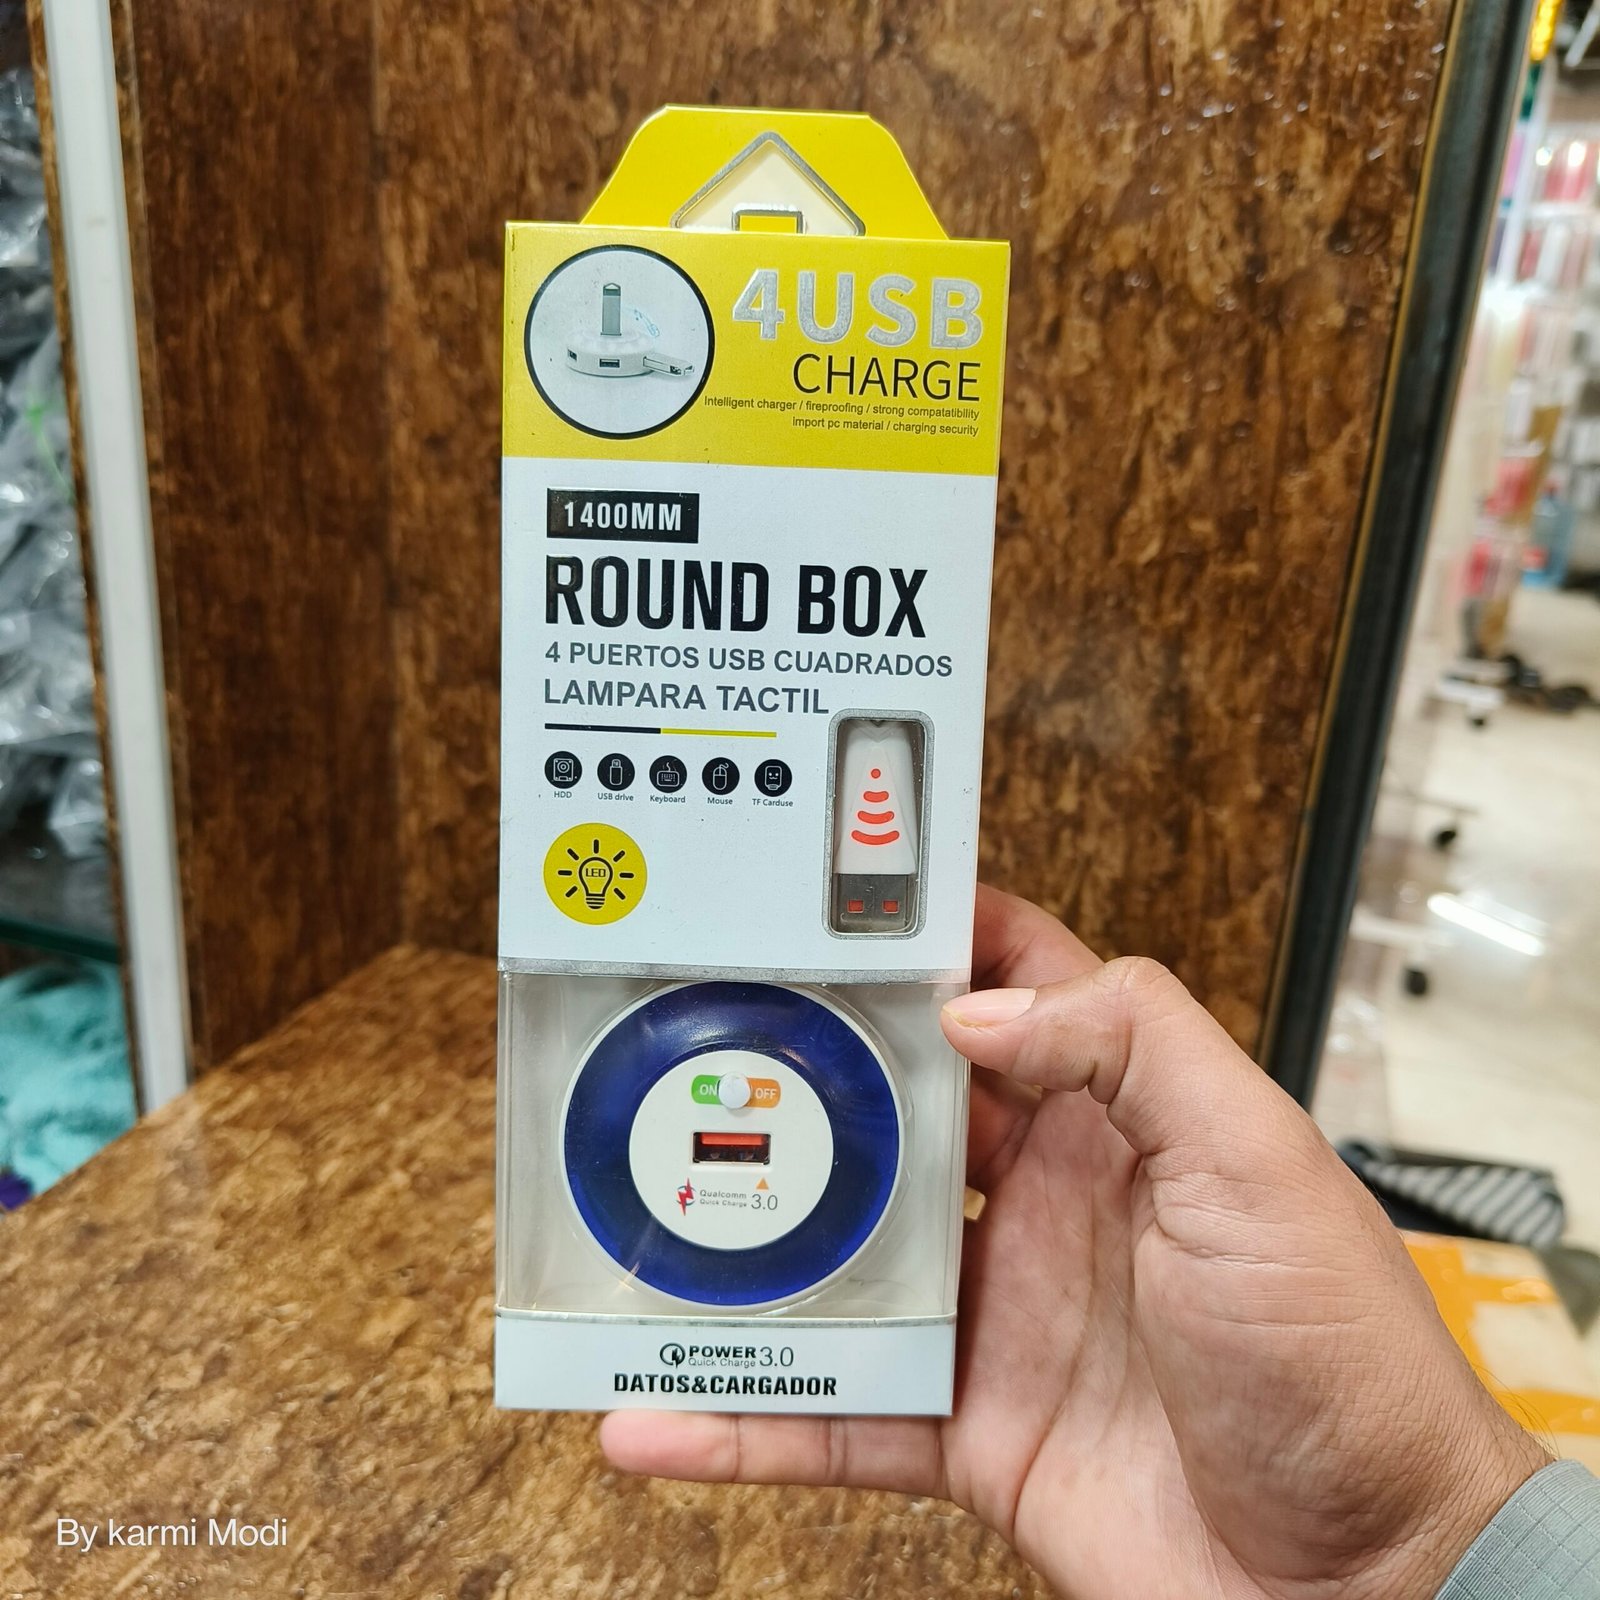 4USB
CHARGE
Intelligent charger / fireproofing / strong compatatibility
import pc material / charging security
1400MM
ROUND BOX
4 PUERTOS USB CUADRADOS
LAMPARA TACTIL
HDD USB drive Keyboard Mouse TF Carduse
LED
ON OFF
Qualcomm
Quick Charge 3.0
POWER 3.0
Quick Charge
DATOS&CARGADOR
By karmi Modi